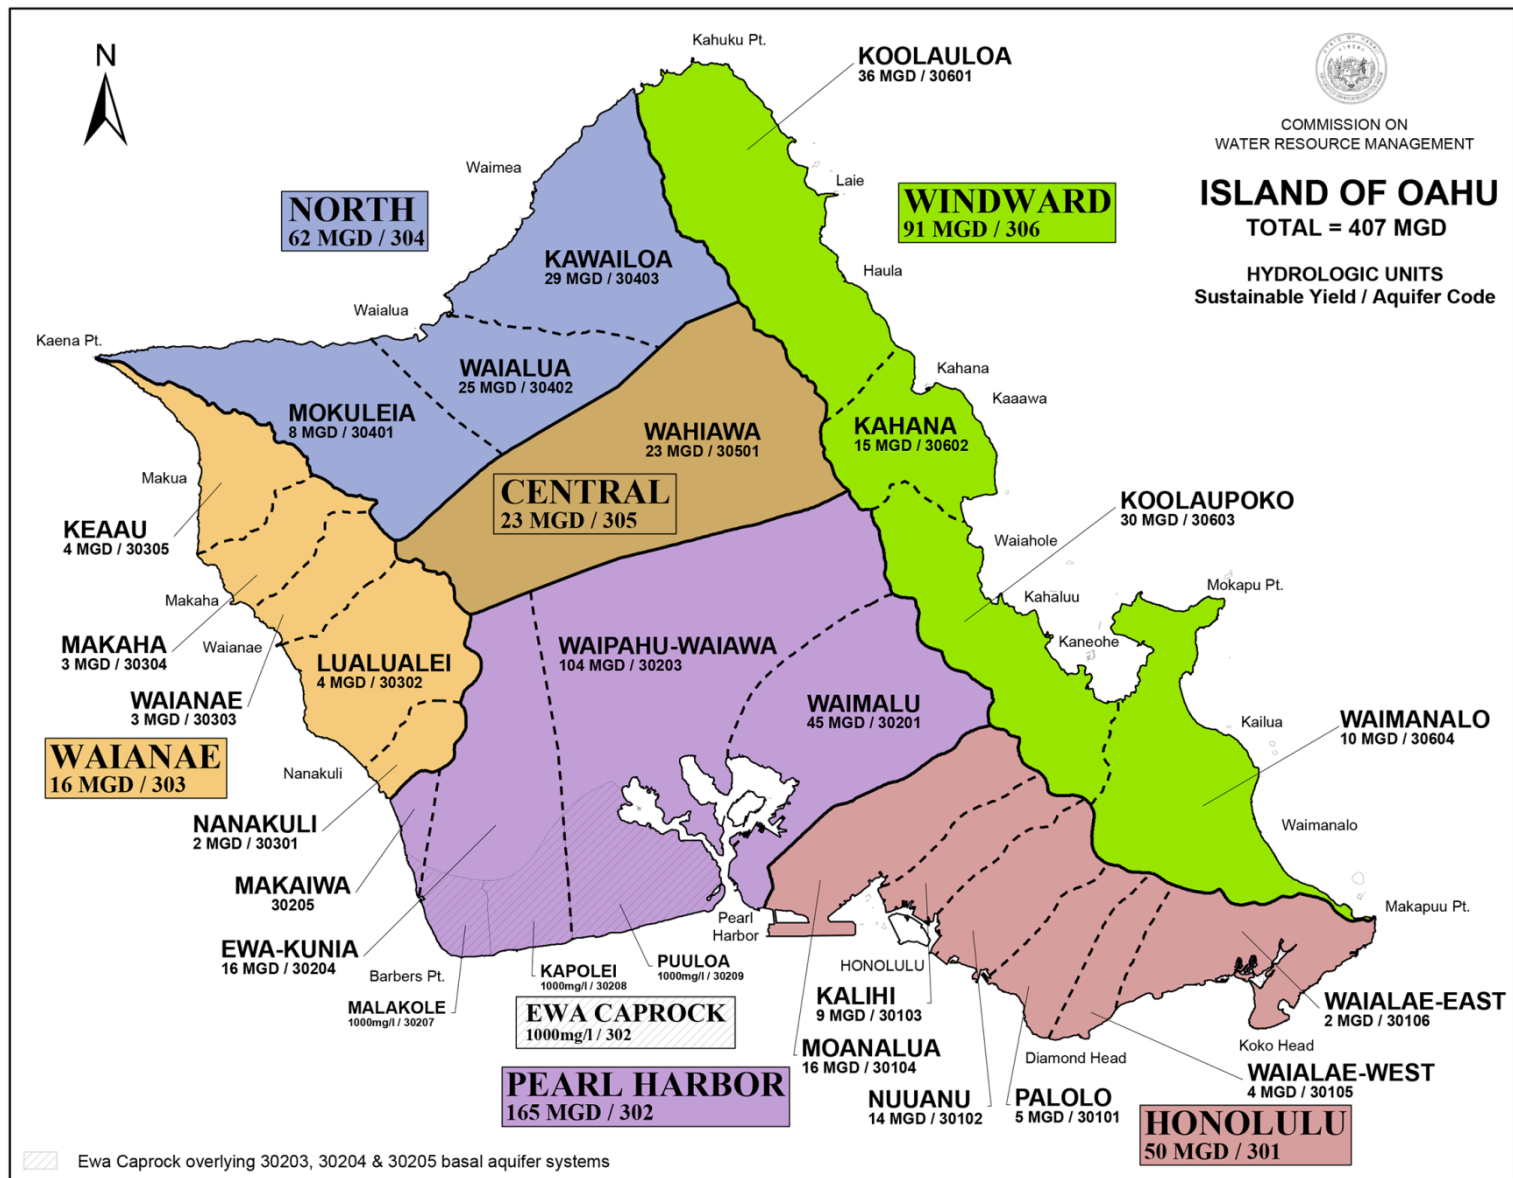 N
Kahuku Pt.
KOOLAULOA
36 MGD / 30601
COMMISSION ON
WATER RESOURCE MANAGEMENT
ISLAND OF OAHU
TOTAL = 407 MGD
HYDROLOGIC UNITS
Sustainable Yield / Aquifer Code
Waimea
Laie
NORTH
62 MGD / 304
WINDWARD
91 MGD / 306
KAWAILOA
29 MGD / 30403
Haula
Waialua
Kaena Pt.
WAIALUA
25 MGD / 30402
Kahana
Kaaawa
MOKULEIA
8 MGD / 30401
WAHIAWA
23 MGD / 30501
KAHANA
15 MGD / 30602
Makua
CENTRAL
23 MGD / 305
KOOLAUPOKO
30 MGD / 30603
KEAAU
4 MGD / 30305
Waiahole
Makaha
Kahaluu
Mokapu Pt.
MAKAHA
3 MGD / 30304
Waianae
WAIPAHU-WAIAWA
104 MGD / 30203
Kaneohe
LUALUALEI
4 MGD / 30302
WAIANAE
3 MGD / 30303
WAIMALU
45 MGD / 30201
Kailua
WAIMANALO
10 MGD / 30604
WAIANAE
16 MGD / 303
Nanakuli
NANAKULI
2 MGD / 30301
Waimanalo
MAKAIWA
30205
Makapuu Pt.
Pearl
Harbor
EWA-KUNIA
16 MGD / 30204
Barbers Pt.
KAPOLEI
1000mg/l / 30208
PUULOA
1000mg/l / 30209
HONOLULU
MALAKOLE
1000mg/l / 30207
EWA CAPROCK
1000mg/l / 302
KALIHI
9 MGD / 30103
WAIALAE-EAST
2 MGD / 30106
MOANALUA
16 MGD / 30104
Diamond Head
Koko Head
PEARL HARBOR
165 MGD / 302
NUUANU
14 MGD / 30102
PALOLO
5 MGD / 30101
WAIALAE-WEST
4 MGD / 30105
HONOLULU
50 MGD / 301
Ewa Caprock overlying 30203, 30204 & 30205 basal aquifer systems